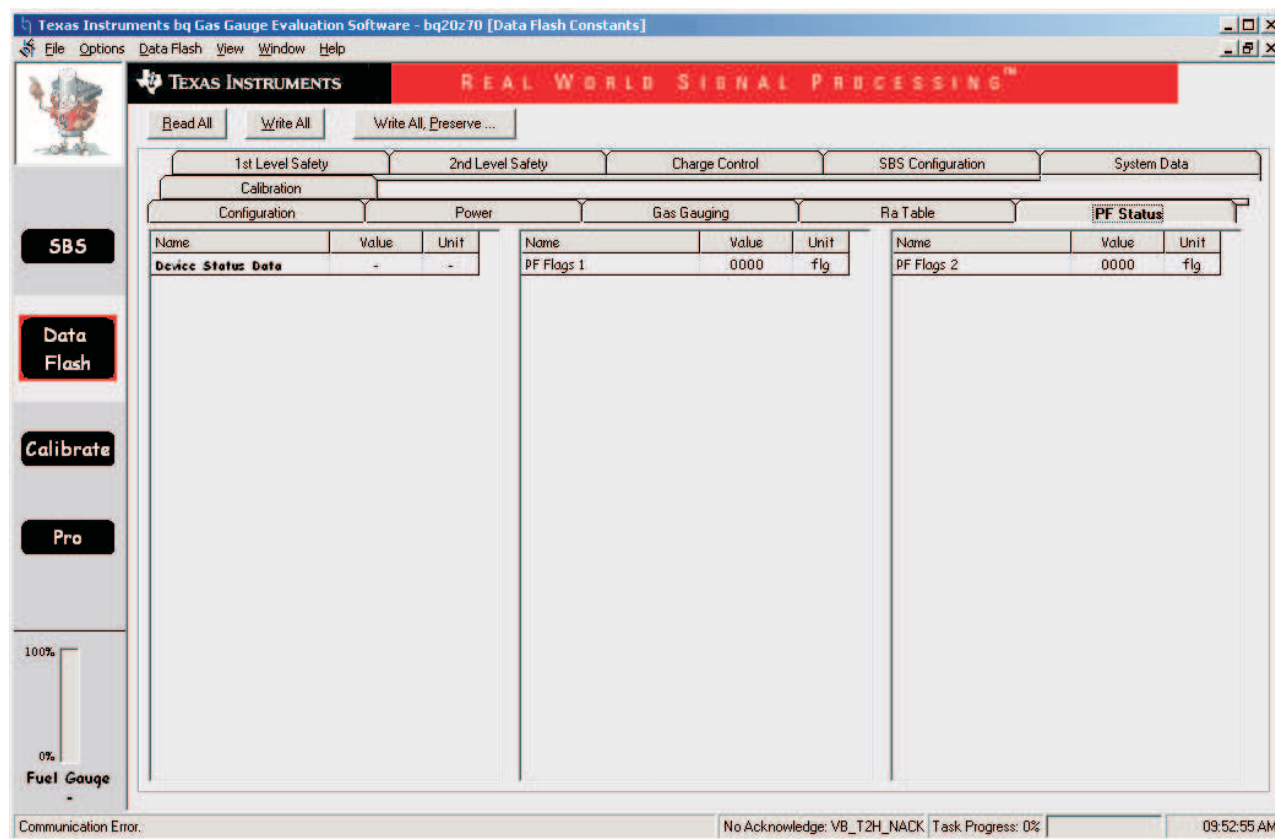 Texas Instruments bq Gas Gauge Evaluation Software - bq20z70 [Data Flash Constants]
File Options Data Flash View Window Help
TEXAS INSTRUMENTS REAL WORLD SIGNAL PROCESSING™
Read All Write All Write All, Preserve ...
1st Level Safety 2nd Level Safety Charge Control SBS Configuration System Data
Calibration
Configuration Power Gas Gauging Ra Table PF Status
Name Value Unit Name Value Unit Name Value Unit
Device Status Data - - PF Flags 1 0000 flg PF Flags 2 0000 flg
SBS
Data
Flash
Calibrate
Pro
100%
0%
Fuel Gauge
-
Communication Error. No Acknowledge: VB_T2H_NACK Task Progress: 0% 09:52:55 AM